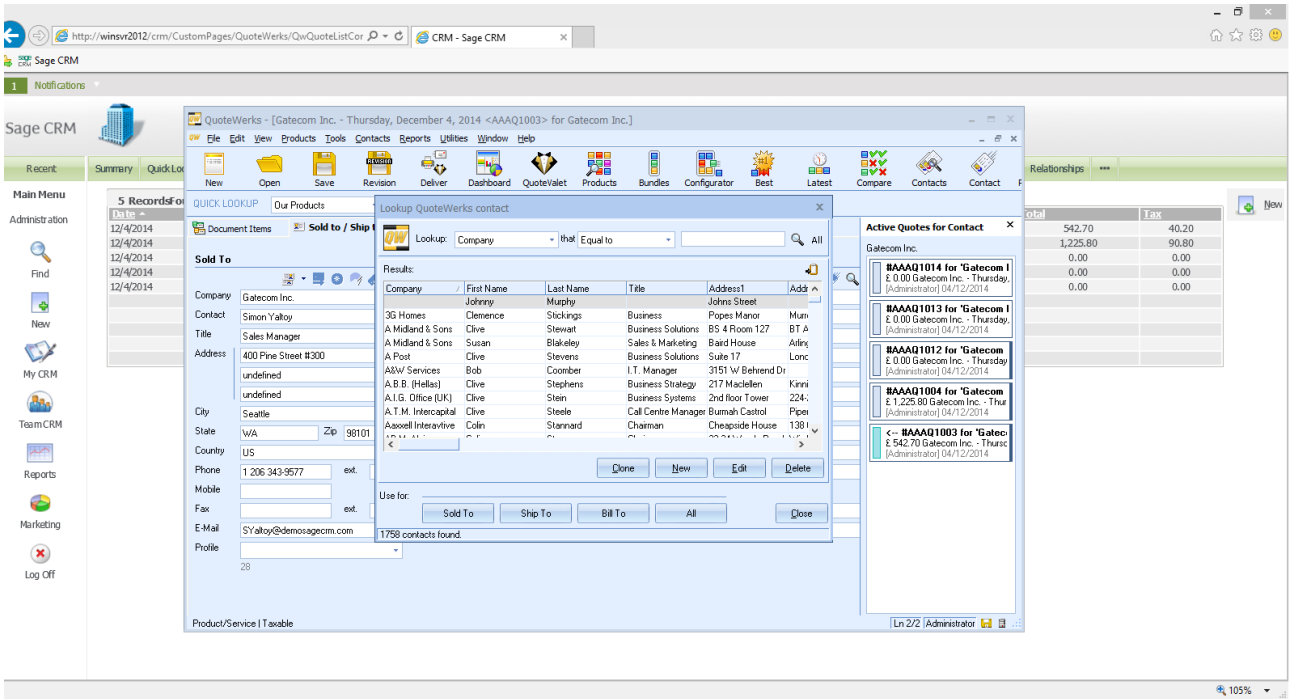 http://winsvr2012/crm/CustomPages/QuoteWerks/QwQuoteListCor
CRM - Sage CRM
Sage CRM
1 Notifications
Sage CRM
Recent Summary Relationships
Main Menu
Administration
Find
New
My CRM
Team CRM
Reports
Marketing
Log Off
New
Date
12/4/2014
12/4/2014
12/4/2014
12/4/2014
12/4/2014
Tax
542.70 40.20
1,225.80 90.80
0.00 0.00
0.00 0.00
0.00 0.00
QuoteWerks - [Gatecom Inc. - Thursday, December 4, 2014 <AAAQ1003> for Gatecom Inc.]
File Edit View Products Tools Contacts Reports Utilities Window Help
New Open Save Revision Deliver Dashboard QuoteValet Products Bundles Configurator Best Latest Compare Contacts Contact
QUICK LOOKUP Our Products
Document Items Sold to / Ship
Sold To
Company Gatecom Inc.
Contact Simon Yaltoy
Title Sales Manager
Address 400 Pine Street #300
undefined
undefined
City Seattle
State WA Zip 98101
Country US
Phone 1 206 343-9577 ext.
Mobile
Fax ext.
E-Mail SYaltoy@demosagecrm.com
Profile
28
Product/Service | Taxable
Lookup QuoteWerks contact
Lookup: Company that Equal to All
Results:
Company First Name Last Name Title Address1 Addr
Johnny Murphy Johns Street
3G Homes Clemence Stickings Business Popes Manor
A Midland & Sons Clive Stewart Business Solutions BS 4 Room 127 BT A
A Midland & Sons Susan Blakeley Sales & Marketing Baird House
A Post Clive Stevens Business Solutions Suite 17
A&W Services Bob Coomber I.T. Manager 3151 W Behrend Dr
A.B.B. (Hellas) Clive Stephens Business Strategy 217 Maclellen
A.I.G. Office (UK) Clive Stein Business Systems 2nd floor Tower
A.T.M. Intercapital Clive Steele Call Centre Manager Burmah Castrol
Aaxxell Interavtive Colin Stannard Chairman Cheapside House 138
Clone New Edit Delete
Use for:
Sold To Ship To Bill To All Close
1758 contacts found.
Active Quotes for Contact
Gatecom Inc.
#AAAQ1014 for 'Gatecom I
£ 0.00 Gatecom Inc. - Thursday,
[Administrator] 04/12/2014
#AAAQ1013 for 'Gatecom I
£ 0.00 Gatecom Inc. - Thursday,
[Administrator] 04/12/2014
#AAAQ1012 for 'Gatecom
£ 0.00 Gatecom Inc. - Thursday
[Administrator] 04/12/2014
#AAAQ1004 for 'Gatecom
£ 1,225.80 Gatecom Inc. - Thur
[Administrator] 04/12/2014
<-- #AAAQ1003 for 'Gatec
£ 542.70 Gatecom Inc. - Thursd
[Administrator] 04/12/2014
Ln 2/2 Administrator
105%